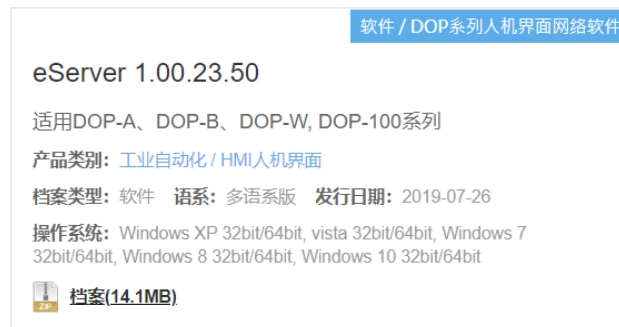 软件 / DOP系列人机界面网络软件
eServer 1.00.23.50
适用DOP-A、DOP-B、DOP-W, DOP-100系列
产品类别: 工业自动化 / HMI人机界面
档案类型: 软件 语系: 多语系版 发行日期: 2019-07-26
操作系统: Windows XP 32bit/64bit, vista 32bit/64bit, Windows 7
32bit/64bit, Windows 8 32bit/64bit, Windows 10 32bit/64bit
ZIP 档案(14.1MB)